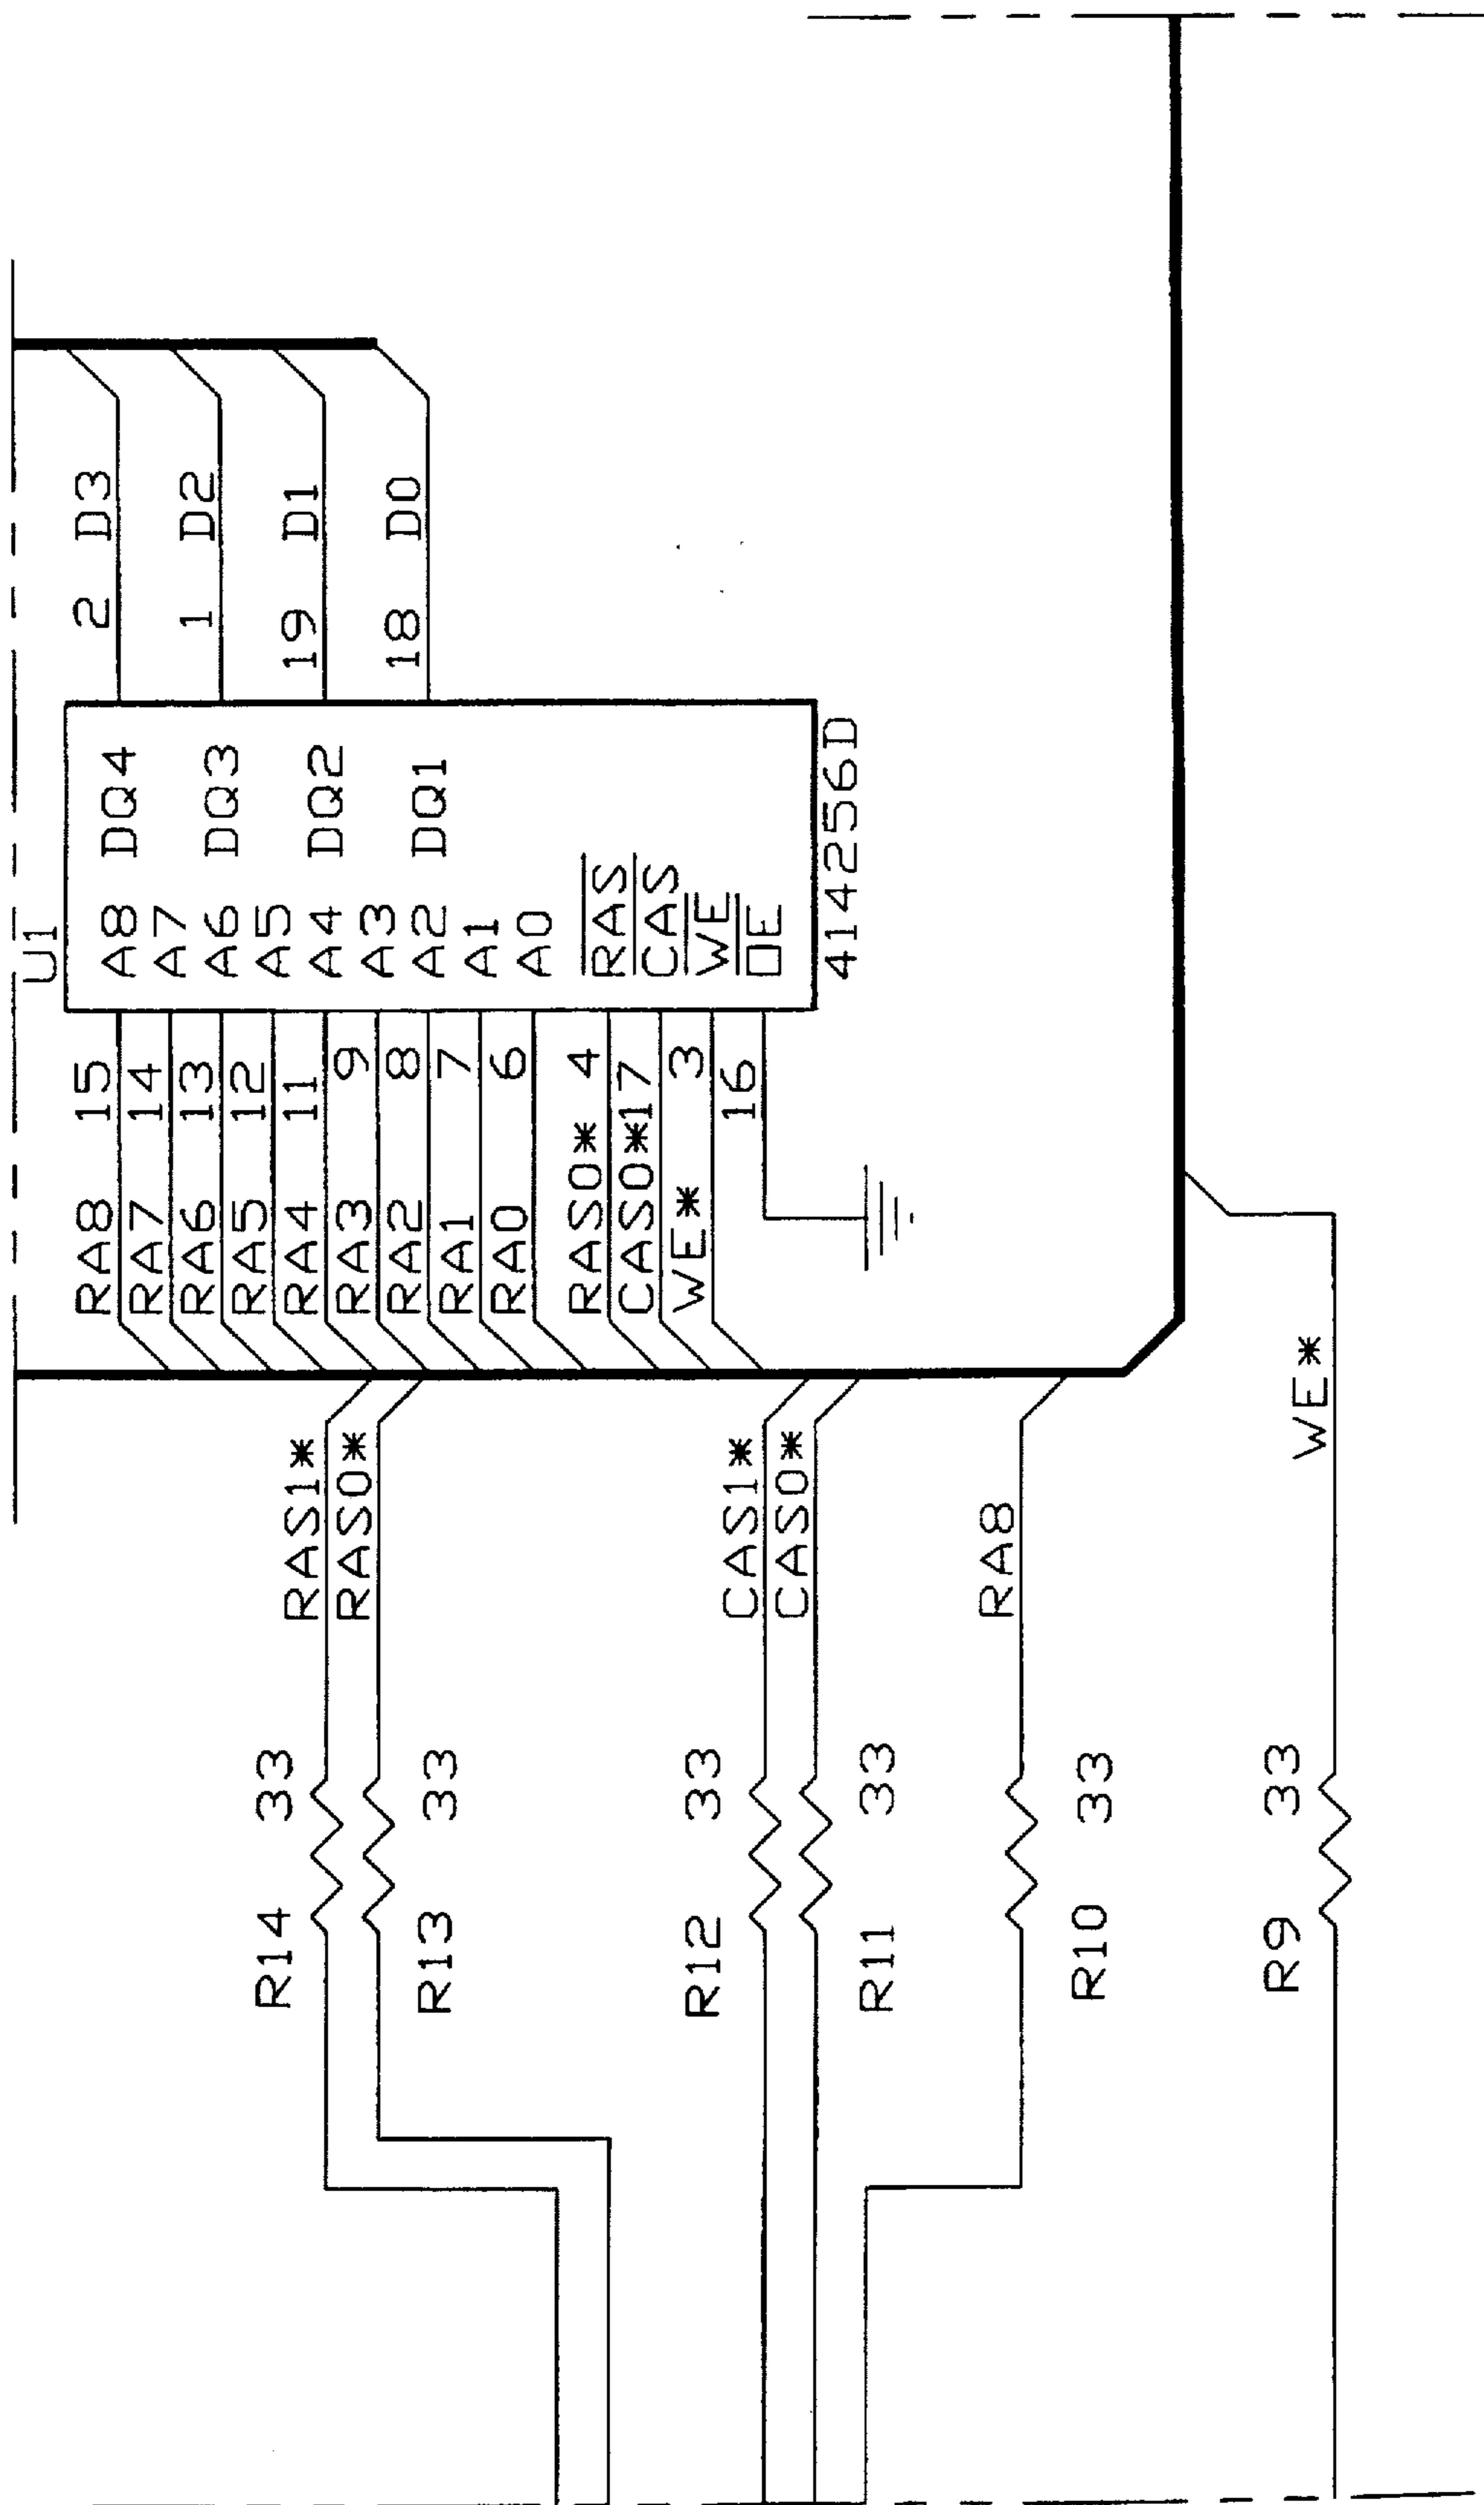 U1
RA8 15 A8 DQ4 2 D3
RA7 14 A7
RA6 13 A6 DQ3 1 D2
RA5 12 A5
RA4 11 A4 DQ2 19 D1
RA3 9 A3
RA2 8 A2 DQ1 18 D0
RA1 7 A1
RA0 6 A0
RAS0* 4 RAS
CAS0* 17 CAS
WE* 3 WE
16 OE
414256D
R14 33 RAS1*
RAS0*
R13 33
R12 33 CAS1*
CAS0*
R11 33
RA8
R10 33
R9 33 WE*